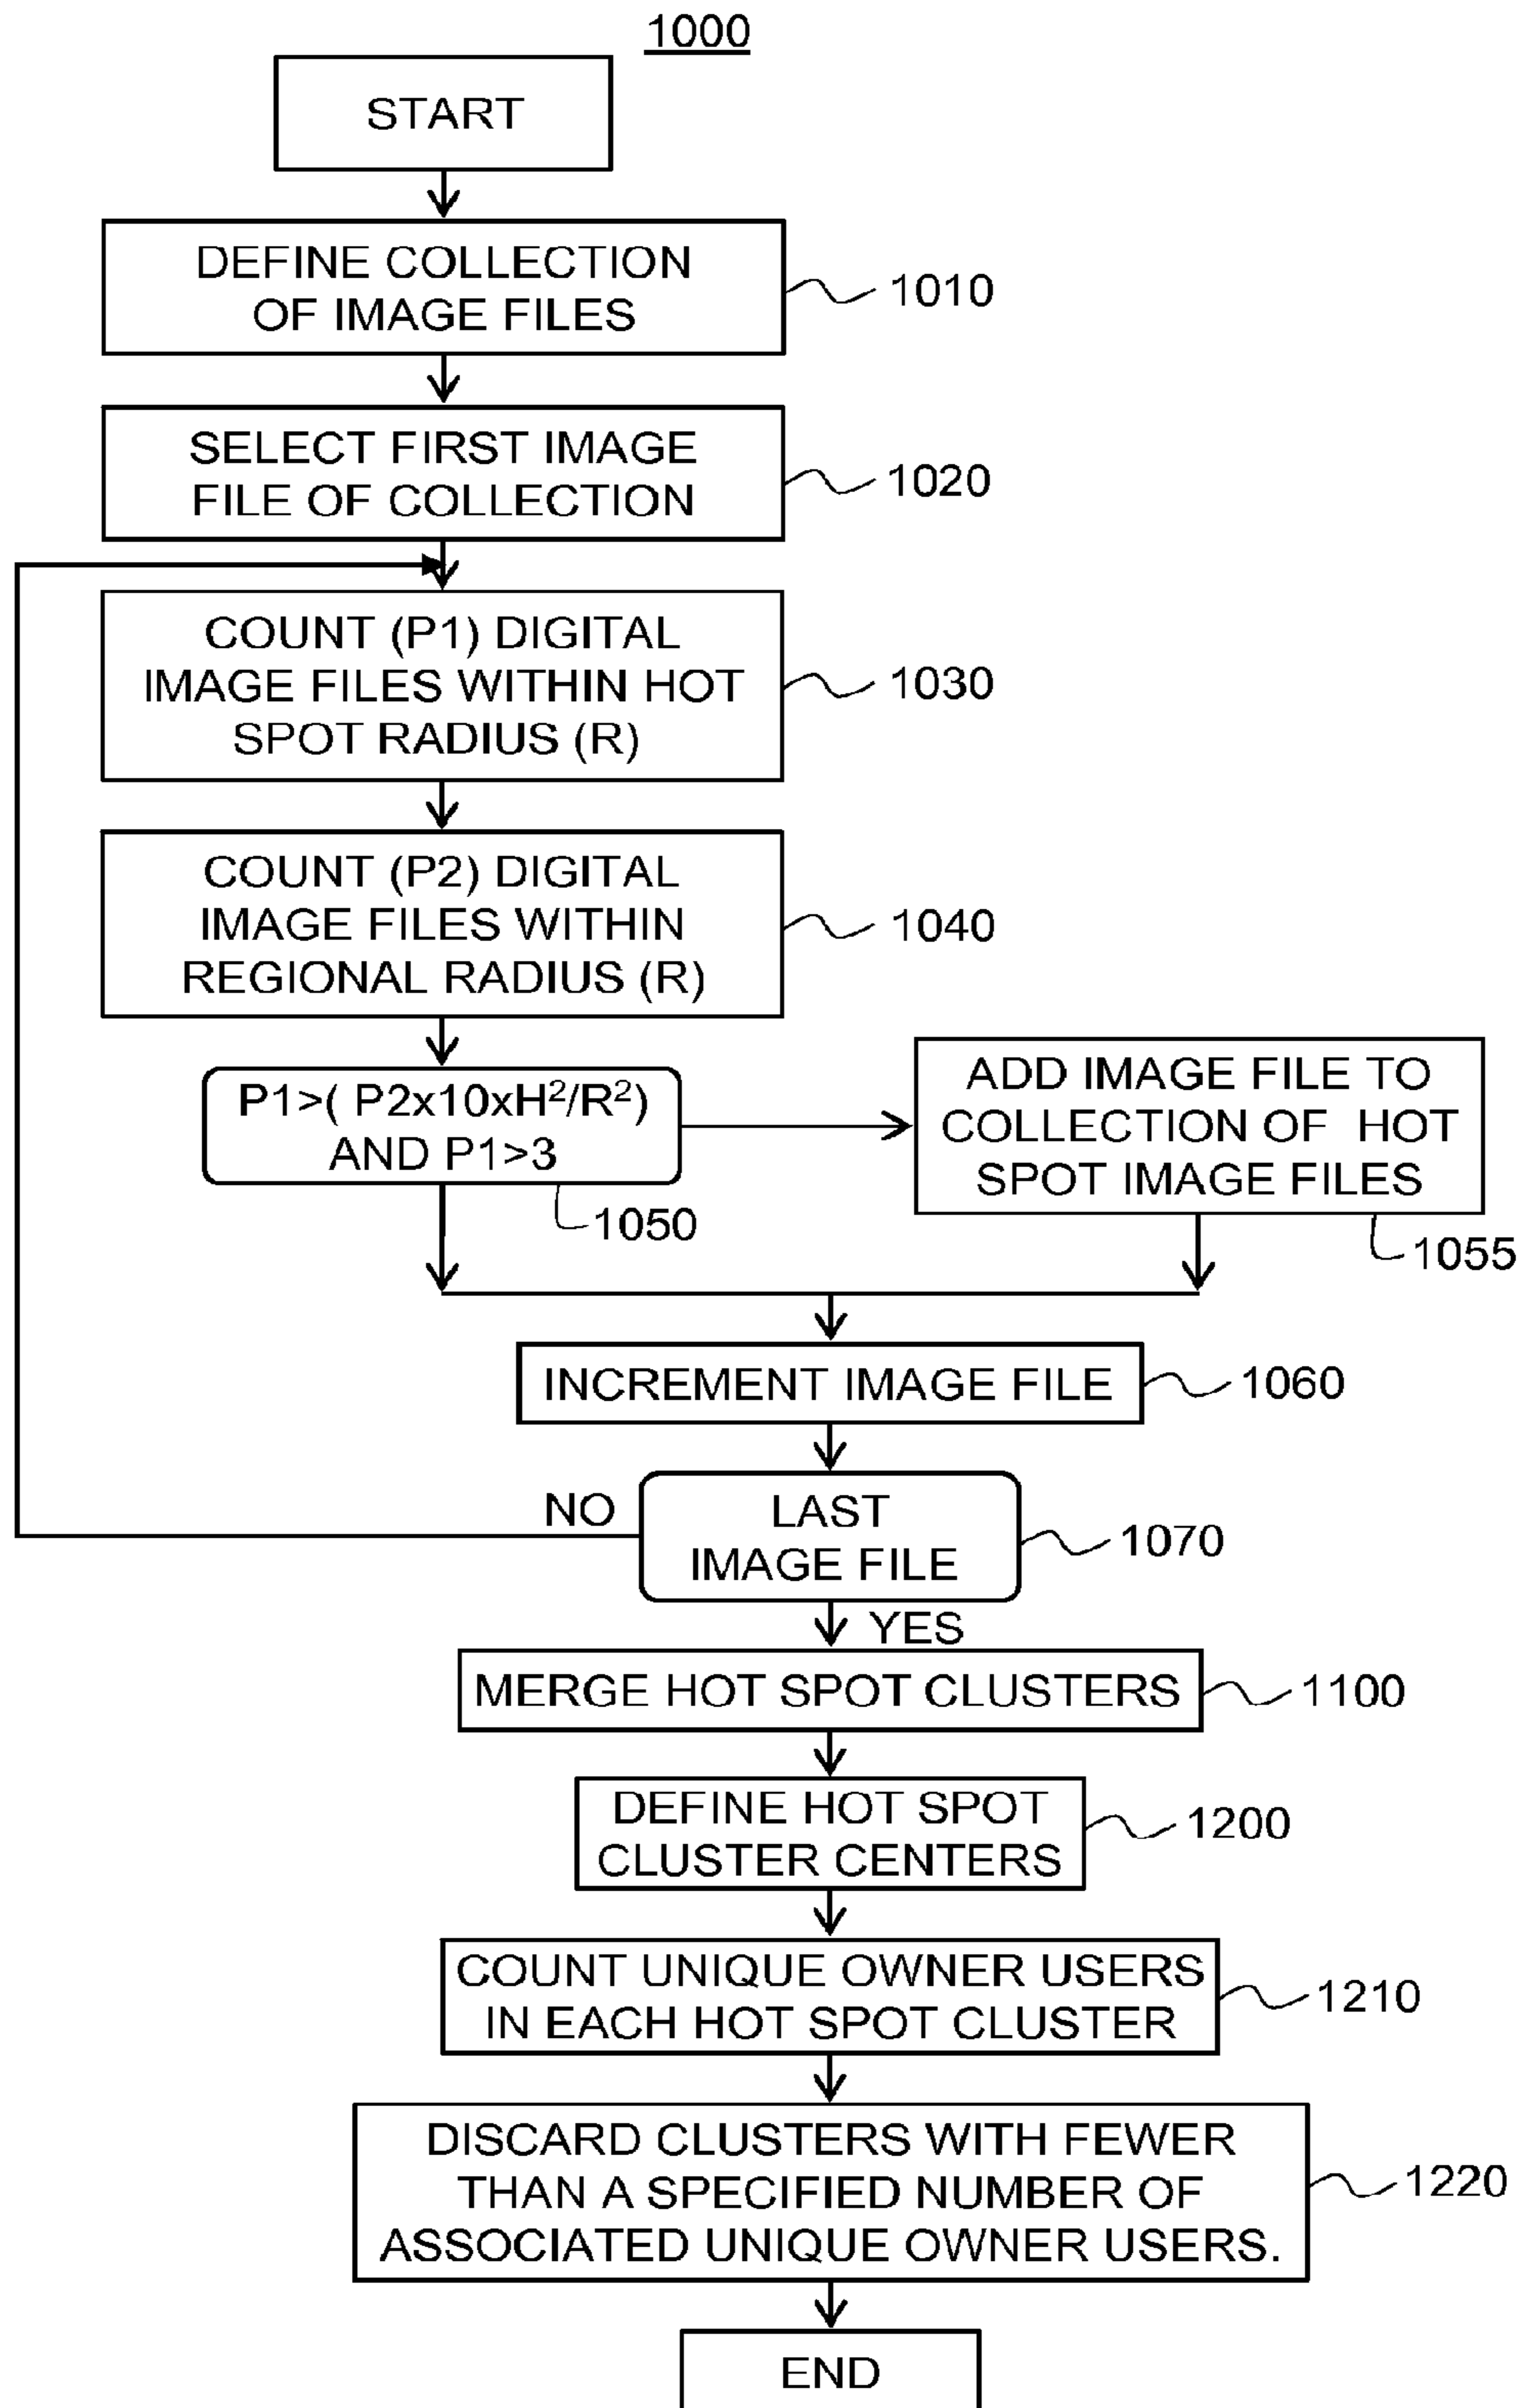 1000
START
DEFINE COLLECTION
OF IMAGE FILES
1010
SELECT FIRST IMAGE
FILE OF COLLECTION
1020
COUNT (P1) DIGITAL
IMAGE FILES WITHIN HOT
SPOT RADIUS (R)
1030
COUNT (P2) DIGITAL
IMAGE FILES WITHIN
REGIONAL RADIUS (R)
1040
P1>( P2x10xH²/R²)
AND P1>3
1050
ADD IMAGE FILE TO
COLLECTION OF HOT
SPOT IMAGE FILES
1055
INCREMENT IMAGE FILE
1060
NO
LAST
IMAGE FILE
1070
YES
MERGE HOT SPOT CLUSTERS
1100
DEFINE HOT SPOT
CLUSTER CENTERS
1200
COUNT UNIQUE OWNER USERS
IN EACH HOT SPOT CLUSTER
1210
DISCARD CLUSTERS WITH FEWER
THAN A SPECIFIED NUMBER OF
ASSOCIATED UNIQUE OWNER USERS.
1220
END